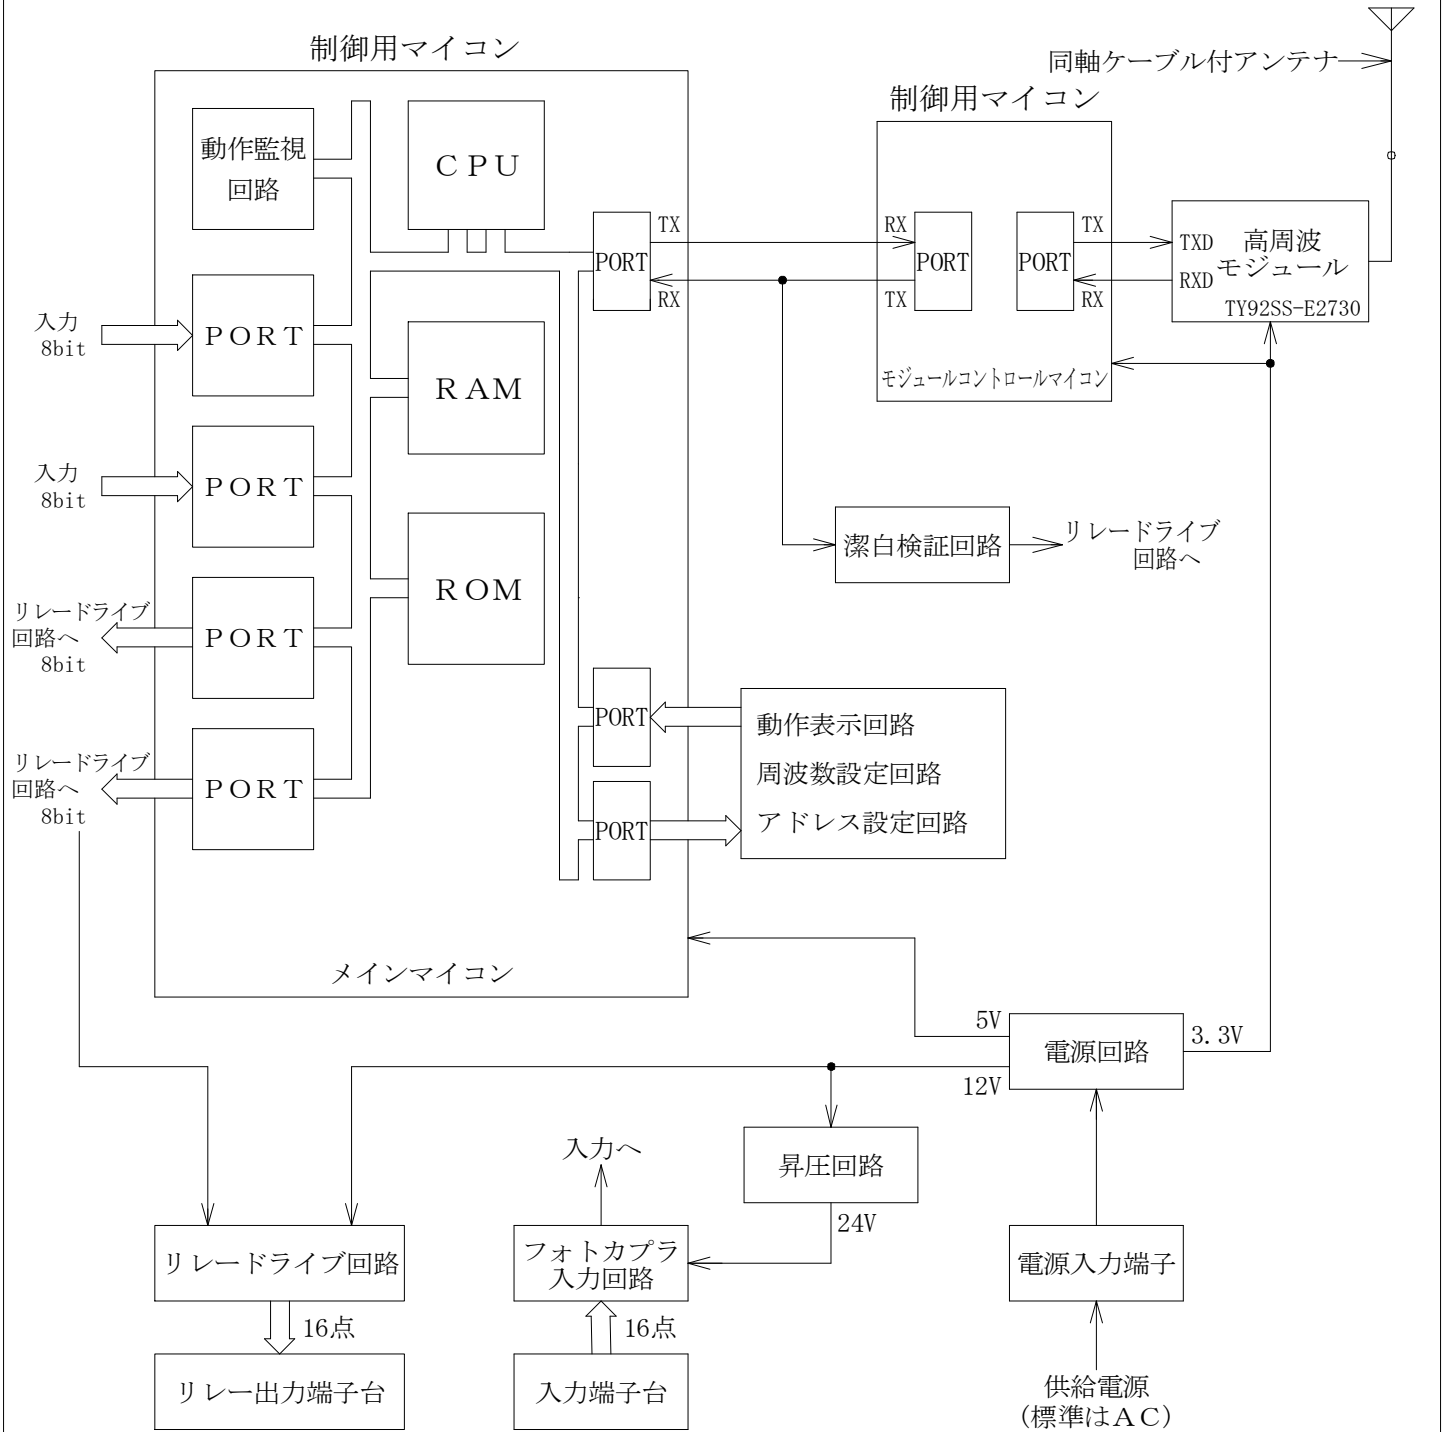 制御用マイコン
同軸ケーブル付アンテナ
制御用マイコン
動作監視
回路
ＣＰＵ
PORT
TX
RX
RX
TX
PORT
PORT
TX
RX
TXD
RXD
高周波
モジュール
TY92SS-E2730
モジュールコントロールマイコン
入力
8bit
ＰＯＲＴ
ＲＡＭ
入力
8bit
ＰＯＲＴ
ＲＯＭ
潔白検証回路
リレードライブ
回路へ
リレードライブ
回路へ
8bit
ＰＯＲＴ
リレードライブ
回路へ
8bit
ＰＯＲＴ
PORT
PORT
動作表示回路
周波数設定回路
アドレス設定回路
メインマイコン
5V
12V
電源回路
3.3V
昇圧回路
24V
入力へ
リレードライブ回路
フォトカプラ
入力回路
電源入力端子
16点
16点
リレー出力端子台
入力端子台
供給電源
(標準はＡＣ)